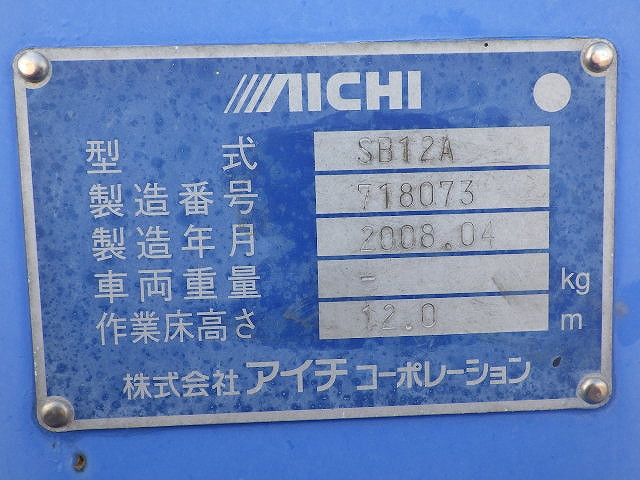 AICHI
型式 SB12A
製造番号 718073
製造年月 2008.04
車両重量 - kg
作業床高さ 12.0 m
株式会社 アイチコーポレーション